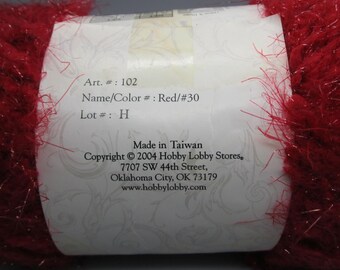 Art. # : 102
Name/Color # : Red/#30
Lot # : H
Made in Taiwan
Copyright © 2004 Hobby Lobby Stores®
7707 SW 44th Street,
Oklahoma City, OK 73179
www.hobbylobby.com